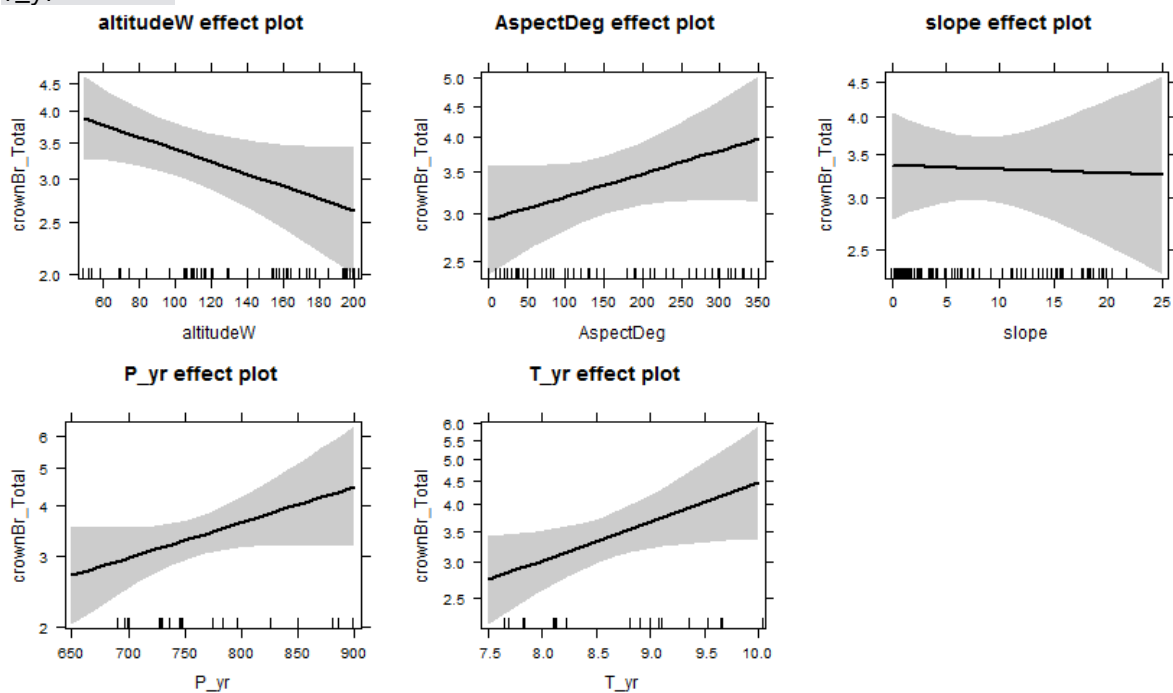 altitudeW effect plot
AspectDeg effect plot
slope effect plot
crownBr_Total
4.5
4.0
3.5
3.0
2.5
2.0
60 80 100 120 140 160 180 200
altitudeW
crownBr_Total
5.0
4.5
4.0
3.5
3.0
2.5
0 50 100 150 200 250 300 350
AspectDeg
crownBr_Total
4.5
4.0
3.5
3.0
2.5
0 5 10 15 20 25
slope
P_yr effect plot
T_yr effect plot
crownBr_Total
6
5
4
3
2
650 700 750 800 850 900
P_yr
crownBr_Total
6.0
5.5
5.0
4.5
4.0
3.5
3.0
2.5
7.5 8.0 8.5 9.0 9.5 10.0
T_yr